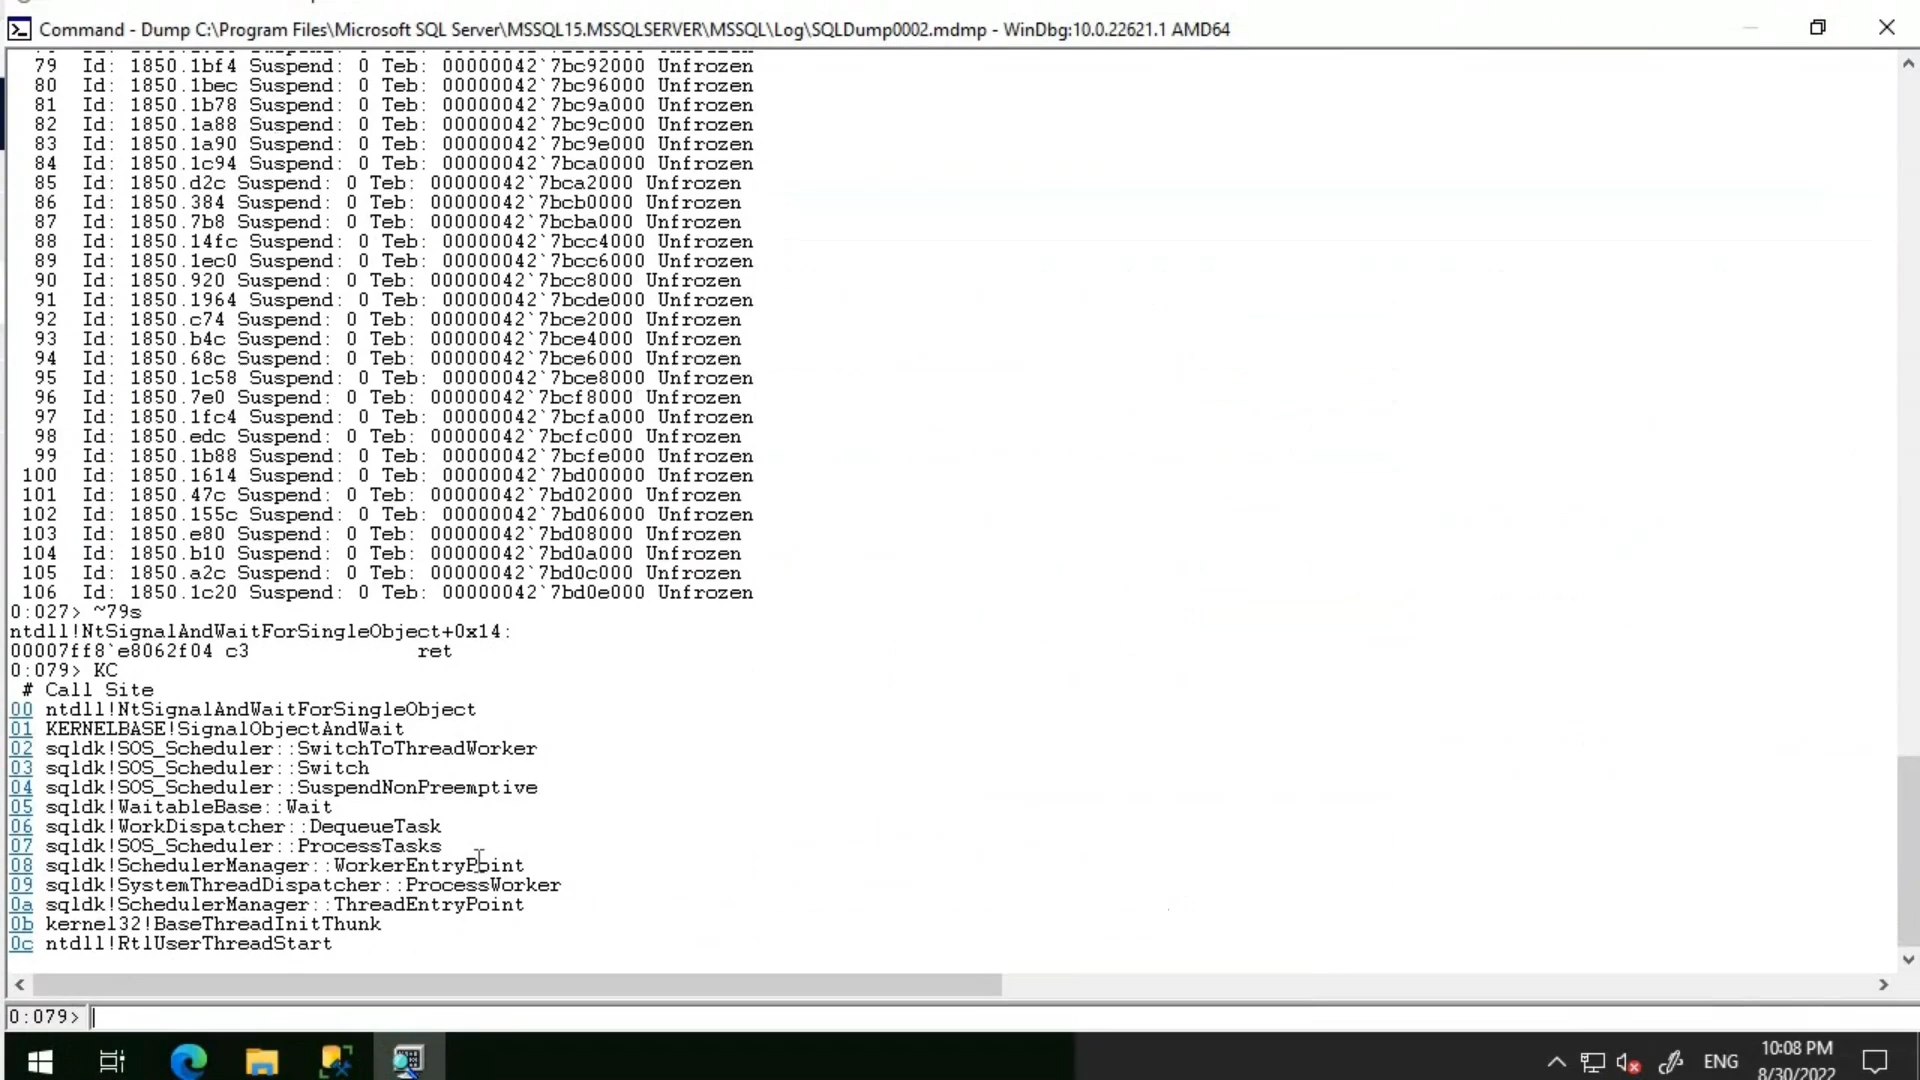 Command - Dump C:\Program Files\Microsoft SQL Server\MSSQL15.MSSQLSERVER\MSSQL\Log\SQLDump0002.mdmp - WinDbg:10.0.22621.1 AMD64
79 Id: 1850.1bf4 Suspend: 0 Teb: 00000042`7bc92000 Unfrozen
80 Id: 1850.1bec Suspend: 0 Teb: 00000042`7bc96000 Unfrozen
81 Id: 1850.1b78 Suspend: 0 Teb: 00000042`7bc9a000 Unfrozen
82 Id: 1850.1a88 Suspend: 0 Teb: 00000042`7bc9c000 Unfrozen
83 Id: 1850.1a90 Suspend: 0 Teb: 00000042`7bc9e000 Unfrozen
84 Id: 1850.1c94 Suspend: 0 Teb: 00000042`7bca0000 Unfrozen
85 Id: 1850.d2c Suspend: 0 Teb: 00000042`7bca2000 Unfrozen
86 Id: 1850.384 Suspend: 0 Teb: 00000042`7bcb0000 Unfrozen
87 Id: 1850.7b8 Suspend: 0 Teb: 00000042`7bcba000 Unfrozen
88 Id: 1850.14fc Suspend: 0 Teb: 00000042`7bcc4000 Unfrozen
89 Id: 1850.1ec0 Suspend: 0 Teb: 00000042`7bcc6000 Unfrozen
90 Id: 1850.920 Suspend: 0 Teb: 00000042`7bcc8000 Unfrozen
91 Id: 1850.1964 Suspend: 0 Teb: 00000042`7bcde000 Unfrozen
92 Id: 1850.c74 Suspend: 0 Teb: 00000042`7bce2000 Unfrozen
93 Id: 1850.b4c Suspend: 0 Teb: 00000042`7bce4000 Unfrozen
94 Id: 1850.68c Suspend: 0 Teb: 00000042`7bce6000 Unfrozen
95 Id: 1850.1c58 Suspend: 0 Teb: 00000042`7bce8000 Unfrozen
96 Id: 1850.7e0 Suspend: 0 Teb: 00000042`7bcf8000 Unfrozen
97 Id: 1850.1fc4 Suspend: 0 Teb: 00000042`7bcfa000 Unfrozen
98 Id: 1850.edc Suspend: 0 Teb: 00000042`7bcfc000 Unfrozen
99 Id: 1850.1b88 Suspend: 0 Teb: 00000042`7bcfe000 Unfrozen
100 Id: 1850.1614 Suspend: 0 Teb: 00000042`7bd00000 Unfrozen
101 Id: 1850.47c Suspend: 0 Teb: 00000042`7bd02000 Unfrozen
102 Id: 1850.155c Suspend: 0 Teb: 00000042`7bd06000 Unfrozen
103 Id: 1850.e80 Suspend: 0 Teb: 00000042`7bd08000 Unfrozen
104 Id: 1850.b10 Suspend: 0 Teb: 00000042`7bd0a000 Unfrozen
105 Id: 1850.a2c Suspend: 0 Teb: 00000042`7bd0c000 Unfrozen
106 Id: 1850.1c20 Suspend: 0 Teb: 00000042`7bd0e000 Unfrozen
0:027> ~79s
ntdll!NtSignalAndWaitForSingleObject+0x14:
00007ff8`e8062f04 c3 ret
0:079> KC
# Call Site
00 ntdll!NtSignalAndWaitForSingleObject
01 KERNELBASE!SignalObjectAndWait
02 sqldk!SOS_Scheduler::SwitchToThreadWorker
03 sqldk!SOS_Scheduler::Switch
04 sqldk!SOS_Scheduler::SuspendNonPreemptive
05 sqldk!WaitableBase::Wait
06 sqldk!WorkDispatcher::DequeueTask
07 sqldk!SOS_Scheduler::ProcessTasks
08 sqldk!SchedulerManager::WorkerEntryPoint
09 sqldk!SystemThreadDispatcher::ProcessWorker
0a sqldk!SchedulerManager::ThreadEntryPoint
0b kernel32!BaseThreadInitThunk
0c ntdll!RtlUserThreadStart
0:079>
ENG
10:08 PM
8/30/2022